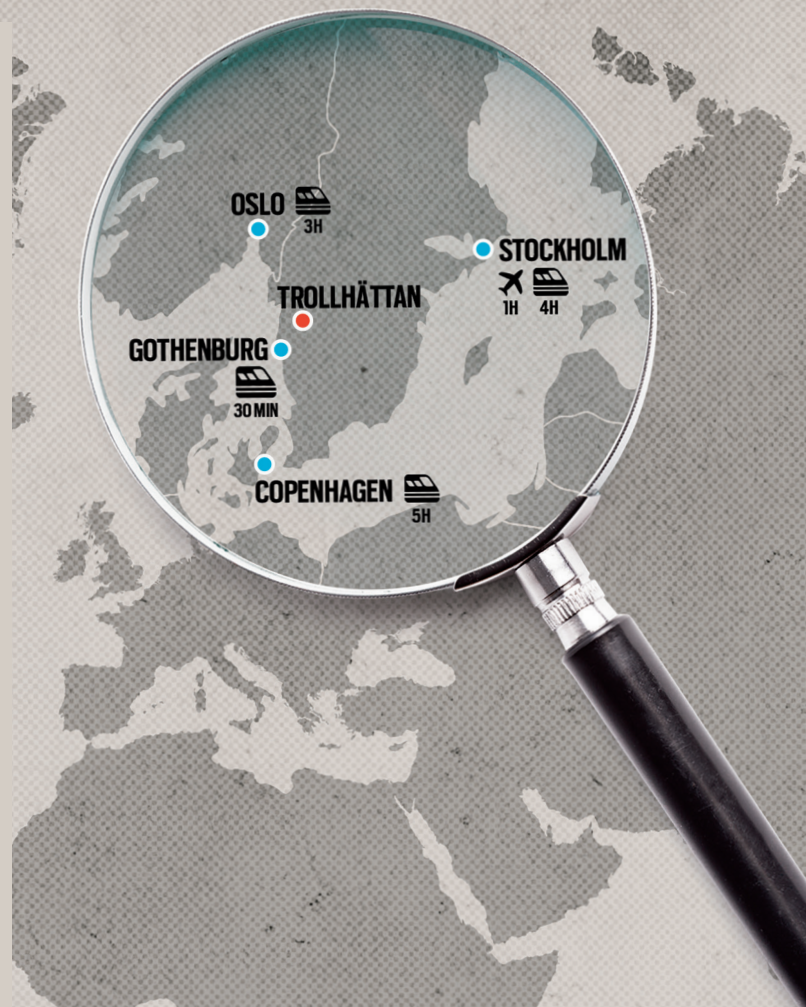 OSLO
3H
STOCKHOLM
1H 4H
TROLLHÄTTAN
GOTHENBURG
30 MIN
COPENHAGEN
5H